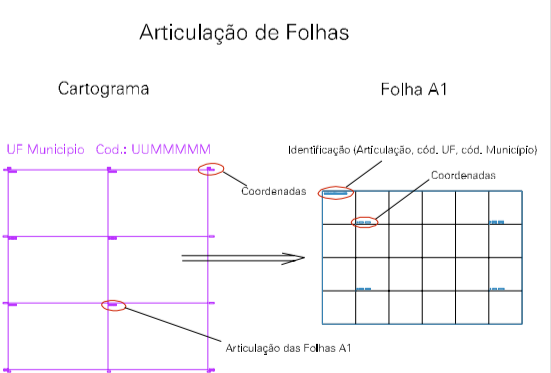 Articulação de Folhas
Cartograma
Folha A1
UF Municipio Cod.: UUMMMMM
Identificação (Articulação, cód. UF, cód. Município)
Coordenadas
Coordenadas
Articulação das Folhas A1